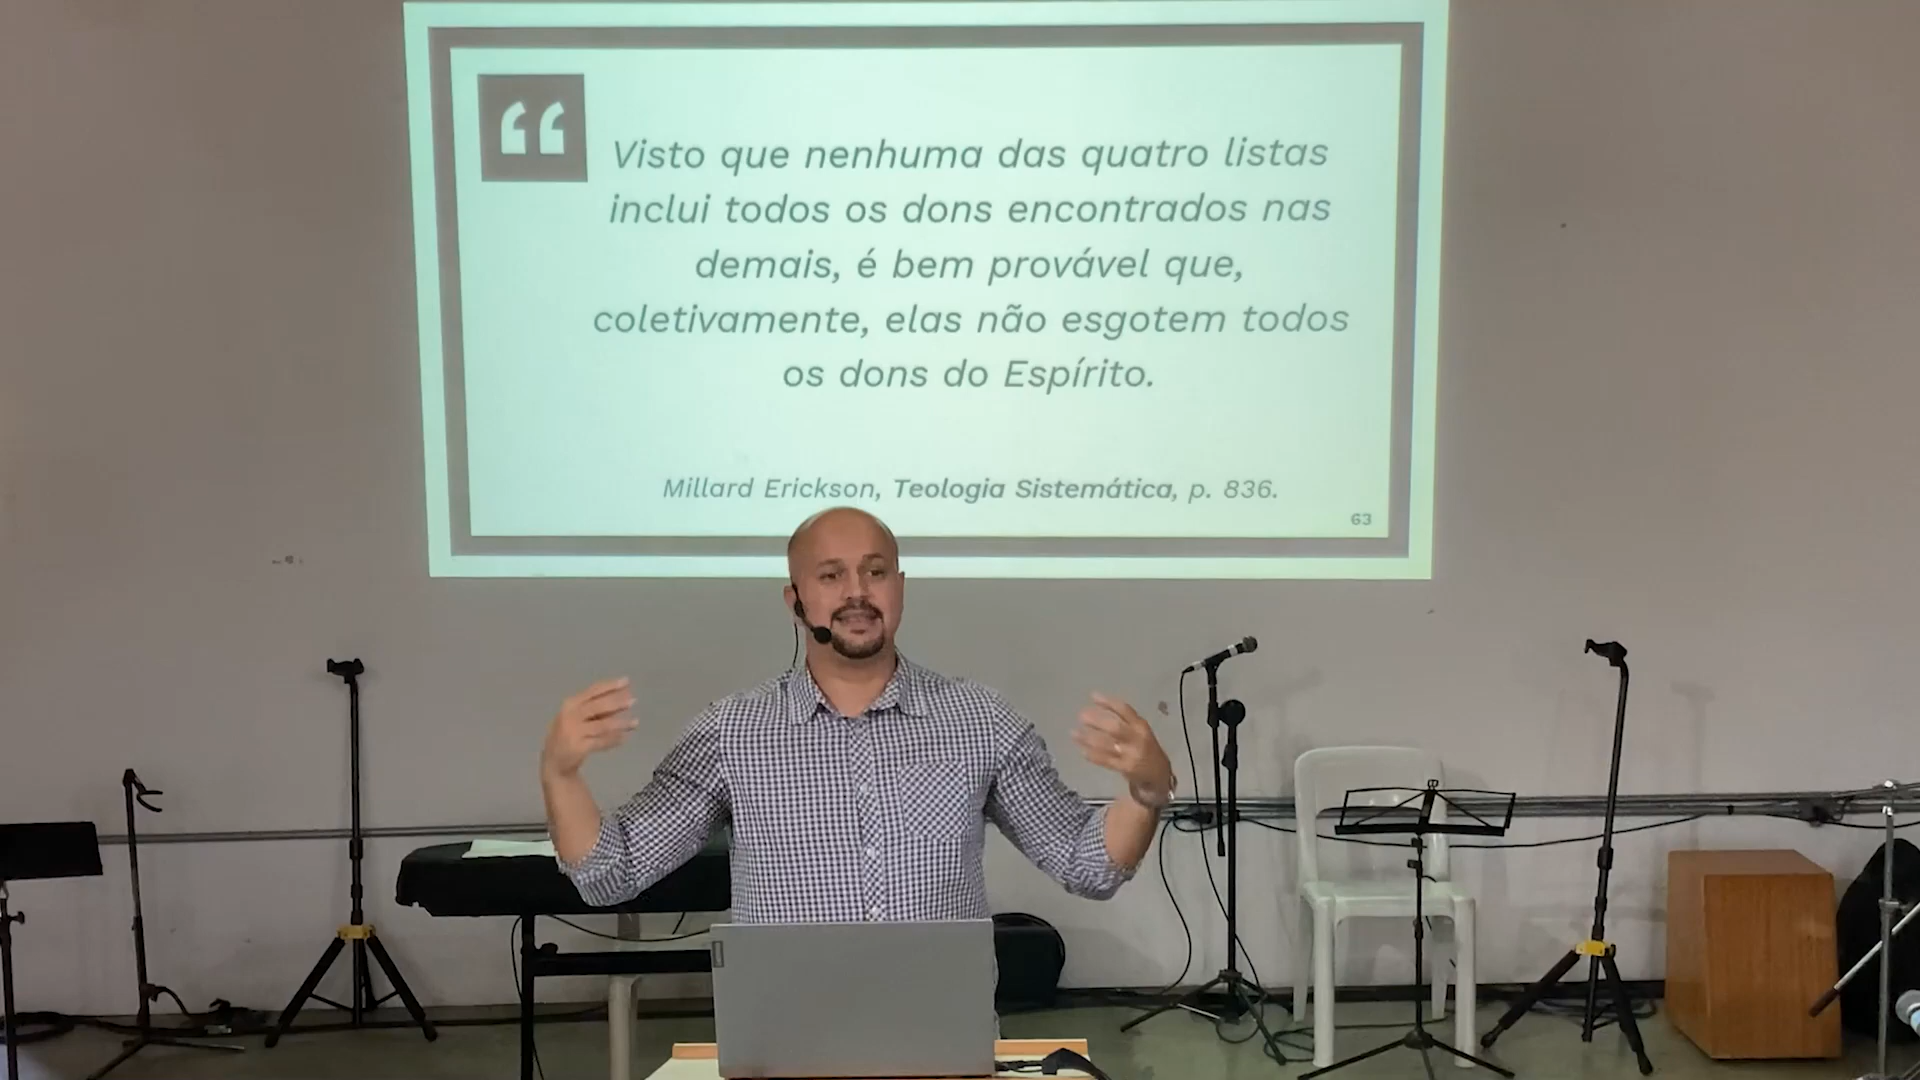 “
Visto que nenhuma das quatro listas
inclui todos os dons encontrados nas
demais, é bem provável que,
coletivamente, elas não esgotem todos
os dons do Espírito.
Millard Erickson, Teologia Sistemática, p. 836.
63